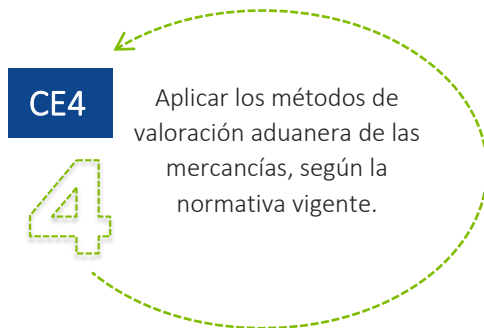 CE4
4
Aplicar los métodos de
valoración aduanera de las
mercancías, según la
normativa vigente.